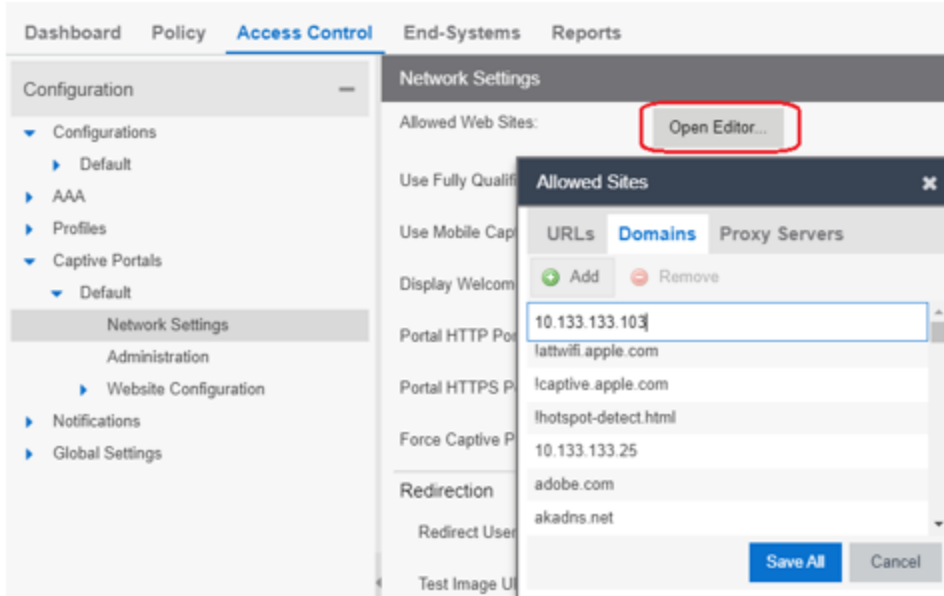 Dashboard Policy Access Control End-Systems Reports
Configuration
Configurations
Default
AAA
Profiles
Captive Portals
Default
Network Settings
Administration
Website Configuration
Notifications
Global Settings
Network Settings
Allowed Web Sites: Open Editor...
Use Fully Qualifi
Use Mobile Cap
Display Welcom
Portal HTTP Por
Portal HTTPS P
Force Captive P
Redirection
Redirect User
Test Image U
Allowed Sites
URLs Domains Proxy Servers
Add Remove
10.133.133.103
!attwifi.apple.com
!captive.apple.com
!hotspot-detect.html
10.133.133.25
adobe.com
akadns.net
Save All Cancel